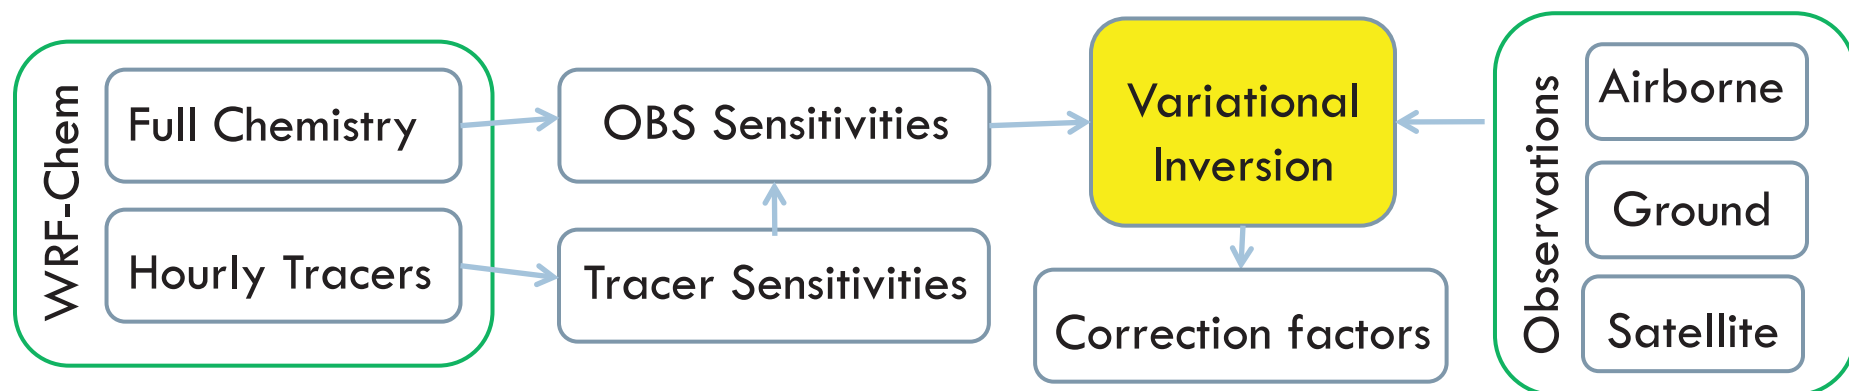 WRF-Chem
Full Chemistry
Hourly Tracers
OBS Sensitivities
Tracer Sensitivities
Variational
Inversion
Correction factors
Observations
Airborne
Ground
Satellite